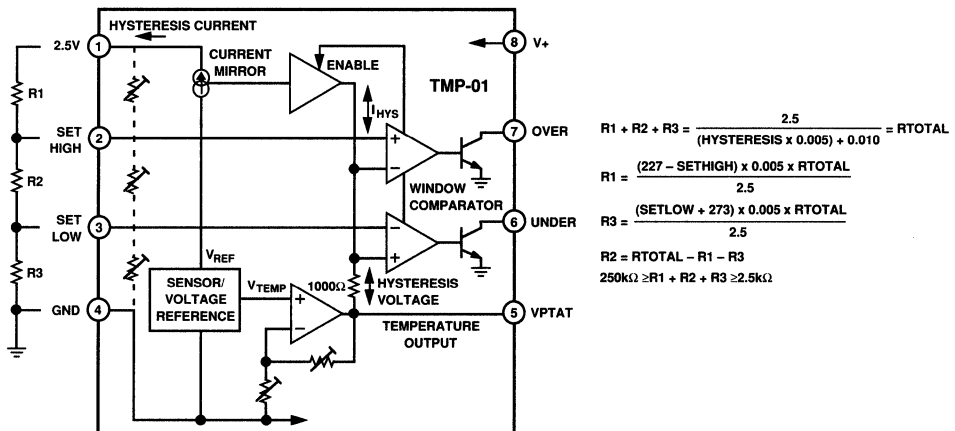 HYSTERESIS CURRENT
2.5V
1
8
V+
CURRENT
MIRROR
ENABLE
TMP-01
R1
IHYS
SET
HIGH
2
+
−
7
OVER
R2
WINDOW
COMPARATOR
SET
LOW
3
−
+
6
UNDER
R3
VREF
SENSOR/
VOLTAGE
REFERENCE
VTEMP
1000Ω
HYSTERESIS
VOLTAGE
GND
4
+
−
5
VPTAT
TEMPERATURE
OUTPUT
R1 + R2 + R3 = 2.5 / (HYSTERESIS x 0.005) + 0.010 = RTOTAL
R1 = (227 – SETHIGH) x 0.005 x RTOTAL / 2.5
R3 = (SETLOW + 273) x 0.005 x RTOTAL / 2.5
R2 = RTOTAL – R1 – R3
250kΩ ≥R1 + R2 + R3 ≥2.5kΩ